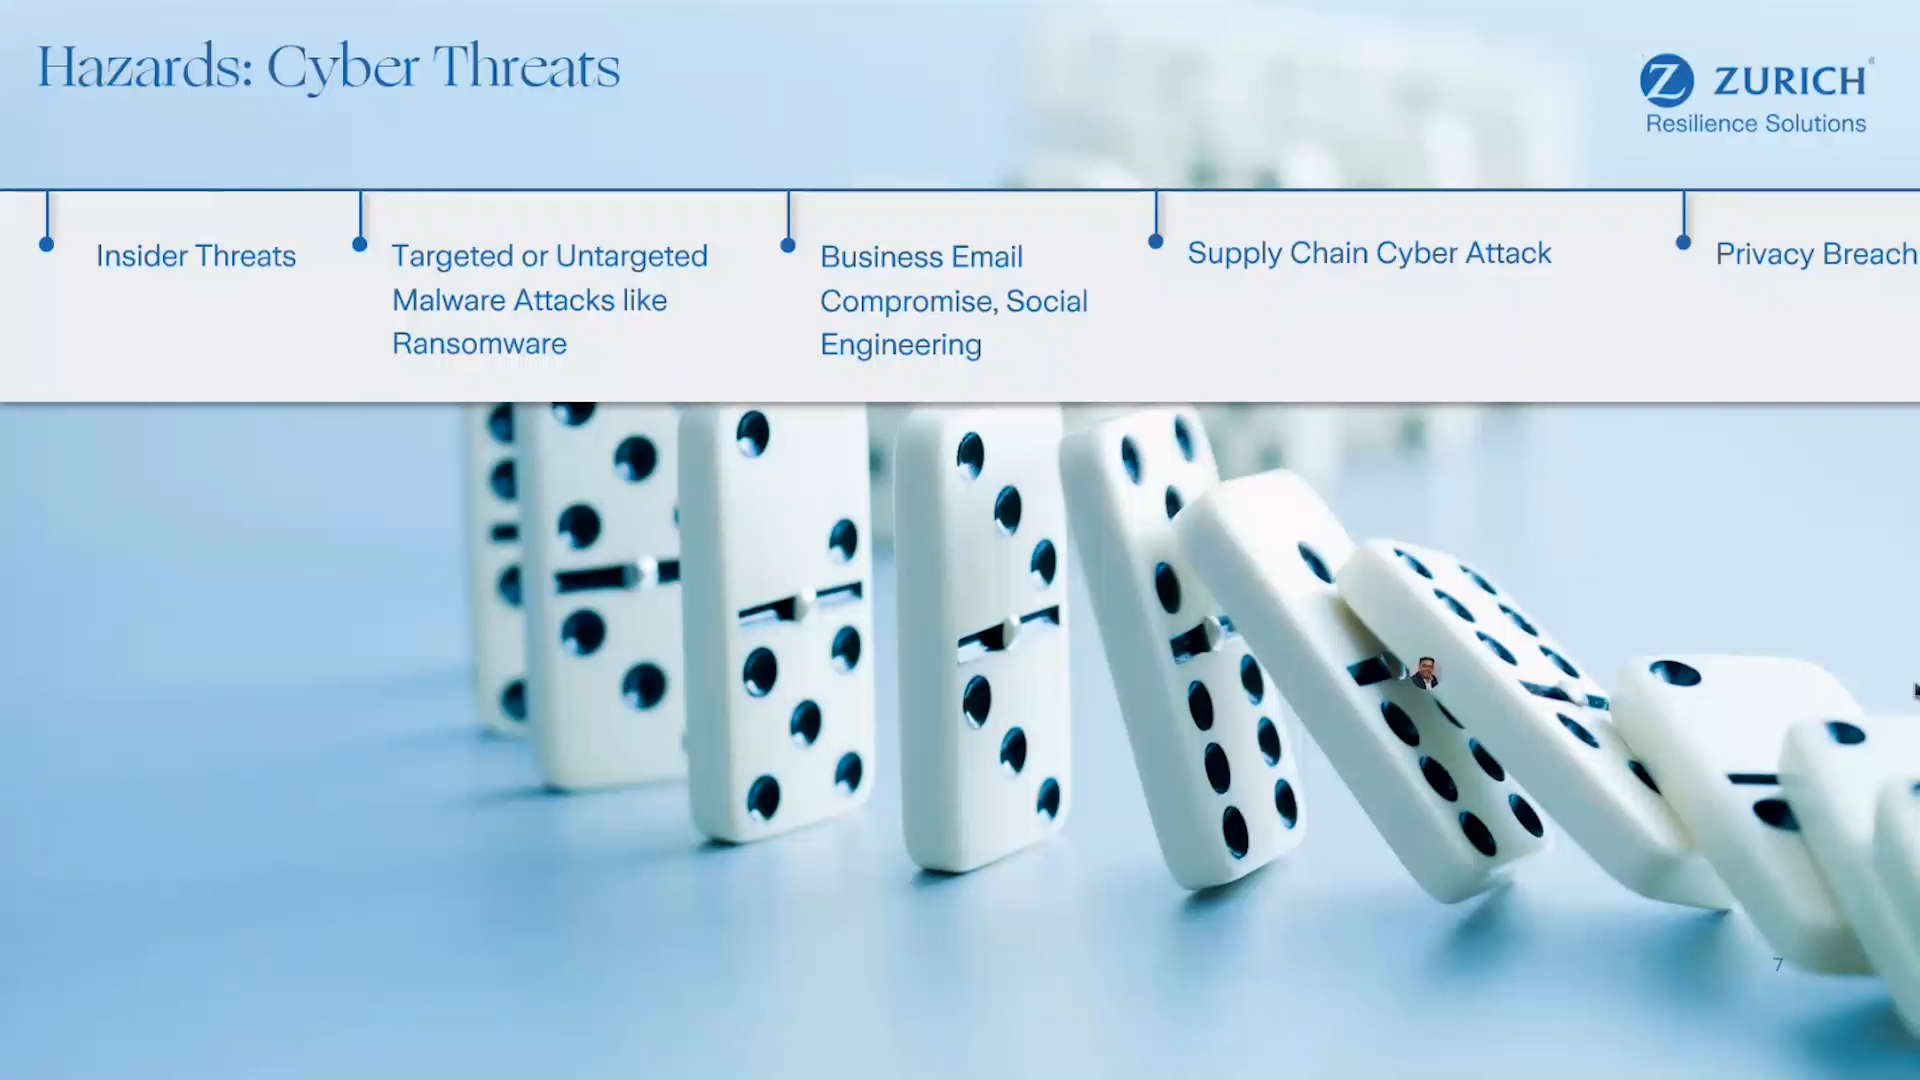 Hazards: Cyber Threats
ZURICH®
Resilience Solutions
Insider Threats
Targeted or Untargeted
Malware Attacks like
Ransomware
Business Email
Compromise, Social
Engineering
Supply Chain Cyber Attack
Privacy Breach
7